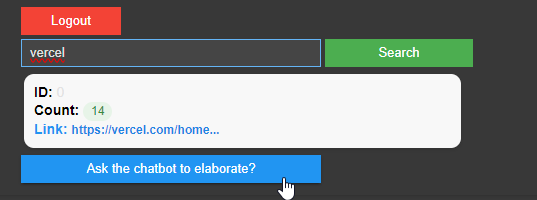 Logout
vercel
Search
ID: 0
Count: 14
Link: https://vercel.com/home...
Ask the chatbot to elaborate?